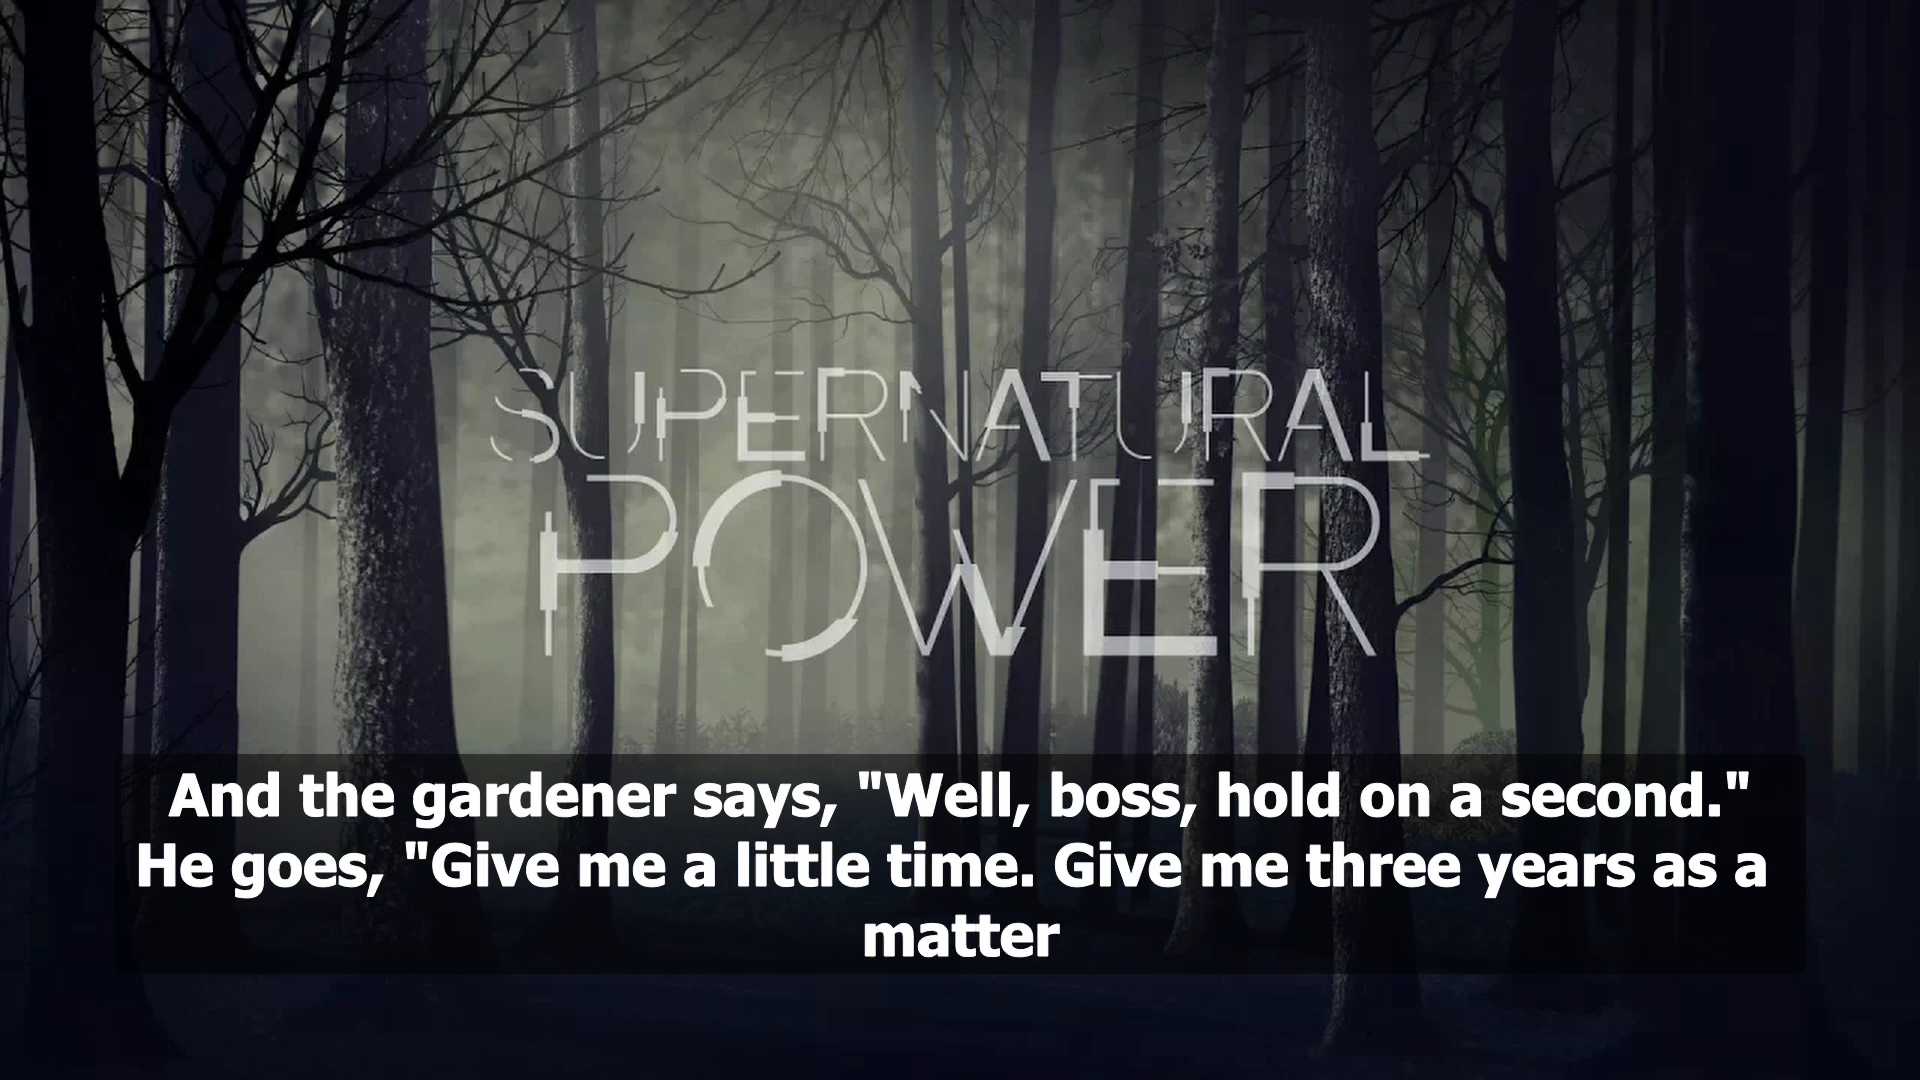 SUPERNATURAL
POWER
And the gardener says, "Well, boss, hold on a second."
He goes, "Give me a little time. Give me three years as a
matter